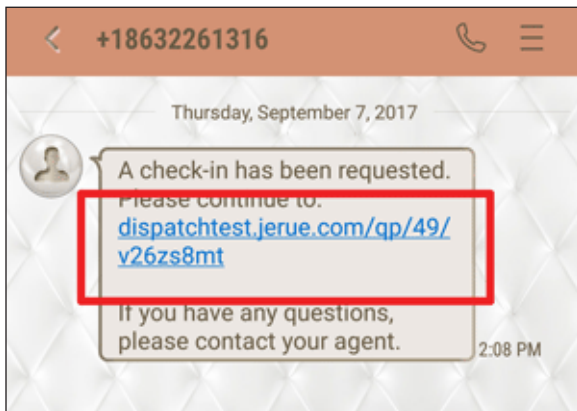 +18632261316
Thursday, September 7, 2017
A check-in has been requested.
Please continue to:
dispatchtest.jerue.com/qp/49/
v26zs8mt
If you have any questions,
please contact your agent.
2:08 PM